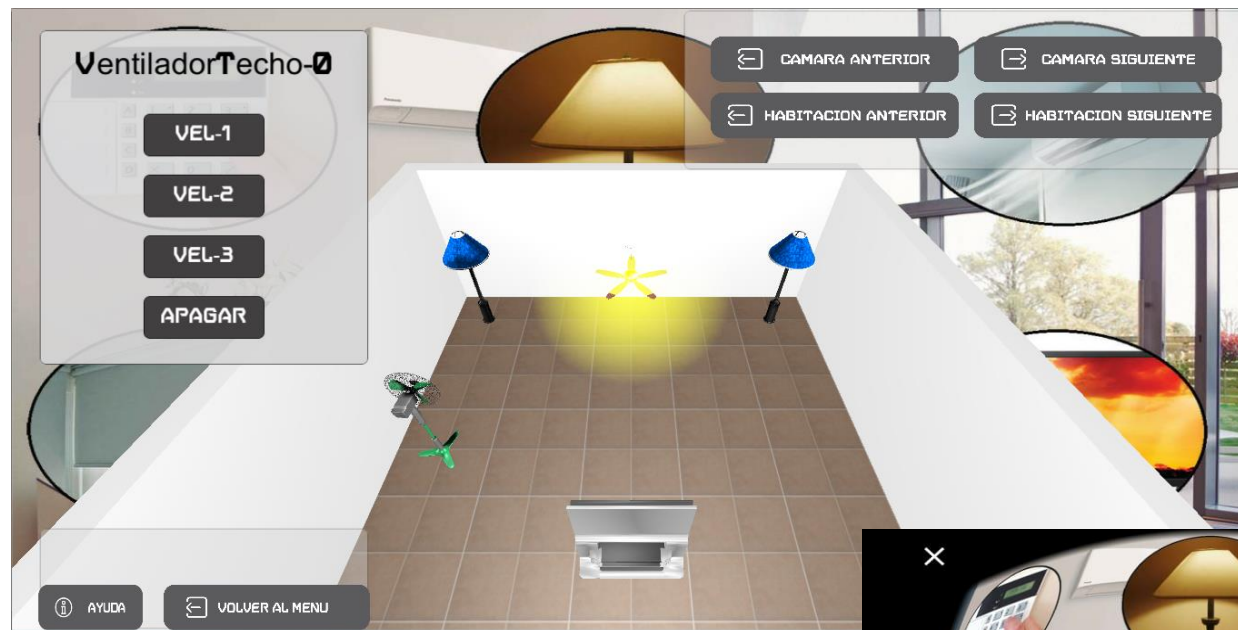 VentiladorTecho-0
VEL-1
VEL-2
VEL-3
APAGAR
CAMARA ANTERIOR
CAMARA SIGUIENTE
HABITACION ANTERIOR
HABITACION SIGUIENTE
AYUDA
VOLVER AL MENU